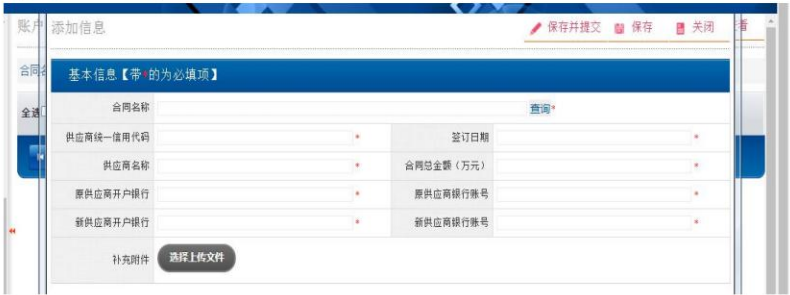 账户 添加信息 保存并提交 保存 关闭 看
合同名
基本信息【带*的为必填项】
合同名称 查询*
全选
供应商统一信用代码 * 签订日期 *
供应商名称 * 合同总金额（万元） *
原供应商开户银行 * 原供应商银行账号 *
新供应商开户银行 * 新供应商银行账号 *
补充附件 选择上传文件